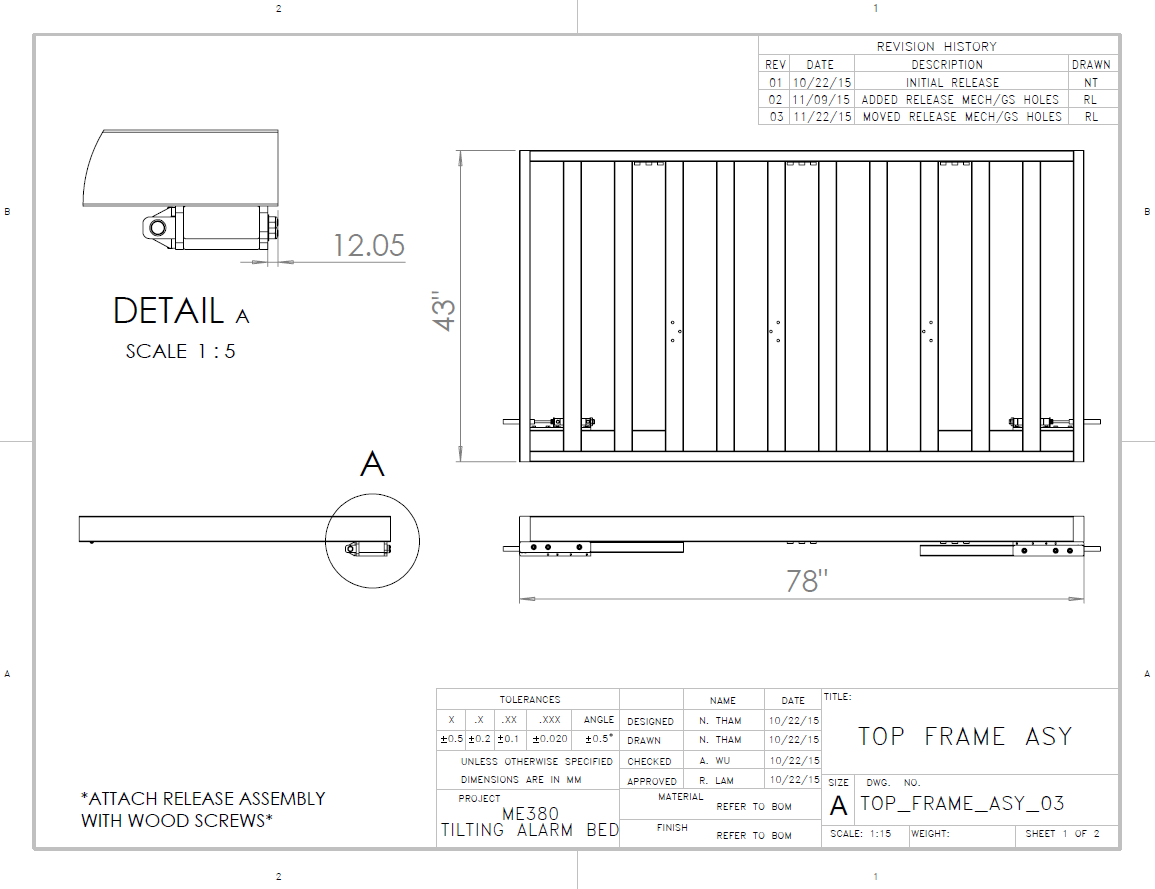 2
1
REVISION HISTORY
REV DATE DESCRIPTION DRAWN
01 10/22/15 INITIAL RELEASE NT
02 11/09/15 ADDED RELEASE MECH/GS HOLES RL
03 11/22/15 MOVED RELEASE MECH/GS HOLES RL
B
B
12.05
43"
DETAIL A
SCALE 1 : 5
A
78"
A
A
TOLERANCES
X .X .XX .XXX ANGLE
±0.5 ±0.2 ±0.1 ±0.020 ±0.5°
UNLESS OTHERWISE SPECIFIED
DIMENSIONS ARE IN MM
PROJECT
ME380
TILTING ALARM BED
NAME DATE
DESIGNED N. THAM 10/22/15
DRAWN N. THAM 10/22/15
CHECKED A. WU 10/22/15
APPROVED R. LAM 10/22/15
MATERIAL
REFER TO BOM
FINISH
REFER TO BOM
TITLE:
TOP FRAME ASY
SIZE DWG. NO.
A TOP_FRAME_ASY_03
SCALE: 1:15 WEIGHT: SHEET 1 OF 2
*ATTACH RELEASE ASSEMBLY
WITH WOOD SCREWS*
2
1